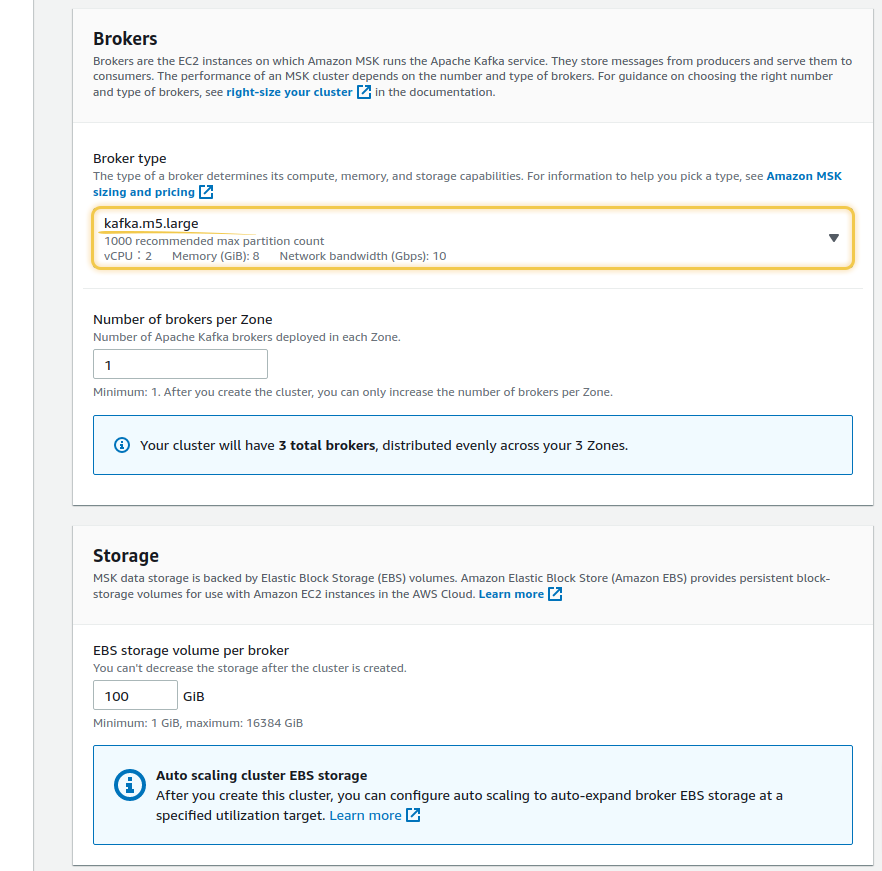 Brokers
Brokers are the EC2 instances on which Amazon MSK runs the Apache Kafka service. They store messages from producers and serve them to
consumers. The performance of an MSK cluster depends on the number and type of brokers. For guidance on choosing the right number
and type of brokers, see right-size your cluster in the documentation.
Broker type
The type of a broker determines its compute, memory, and storage capabilities. For information to help you pick a type, see Amazon MSK
sizing and pricing
kafka.m5.large
1000 recommended max partition count
vCPU : 2 Memory (GiB): 8 Network bandwidth (Gbps): 10
Number of brokers per Zone
Number of Apache Kafka brokers deployed in each Zone.
1
Minimum: 1. After you create the cluster, you can only increase the number of brokers per Zone.
Your cluster will have 3 total brokers, distributed evenly across your 3 Zones.
Storage
MSK data storage is backed by Elastic Block Storage (EBS) volumes. Amazon Elastic Block Store (Amazon EBS) provides persistent block-
storage volumes for use with Amazon EC2 instances in the AWS Cloud. Learn more
EBS storage volume per broker
You can't decrease the storage after the cluster is created.
100 GiB
Minimum: 1 GiB, maximum: 16384 GiB
Auto scaling cluster EBS storage
After you create this cluster, you can configure auto scaling to auto-expand broker EBS storage at a
specified utilization target. Learn more